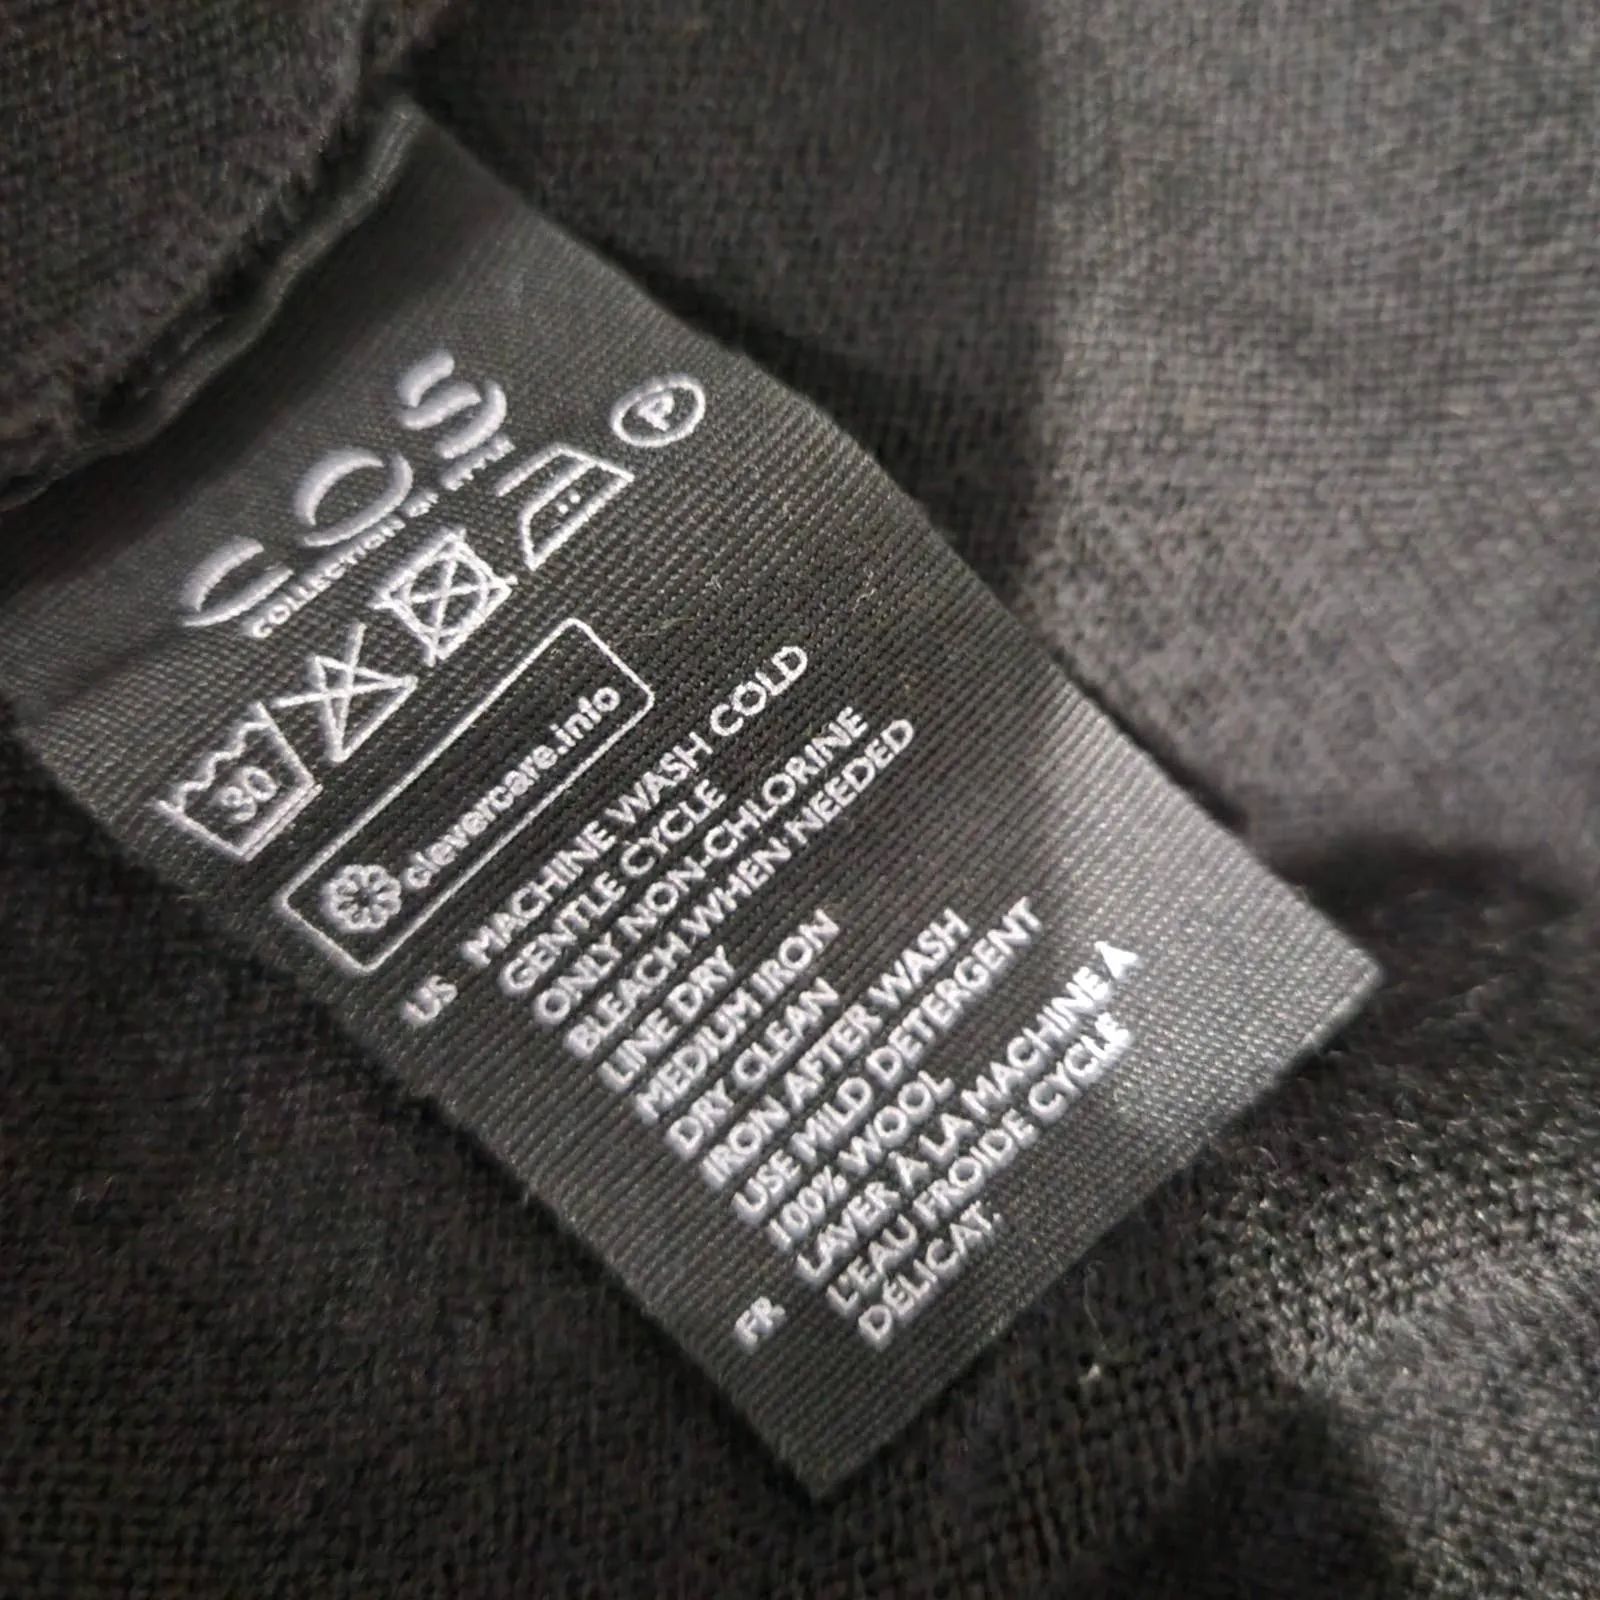 COS
COLLECTION OF STYLE
30
P
clevercare.info
US MACHINE WASH COLD
GENTLE CYCLE
ONLY NON-CHLORINE
BLEACH WHEN NEEDED
LINE DRY
MEDIUM IRON
DRY CLEAN
IRON AFTER WASH
USE MILD DETERGENT
100% WOOL
FR LAVER À LA MACHINE À
L'EAU FROIDE CYCLE
DÉLICAT.